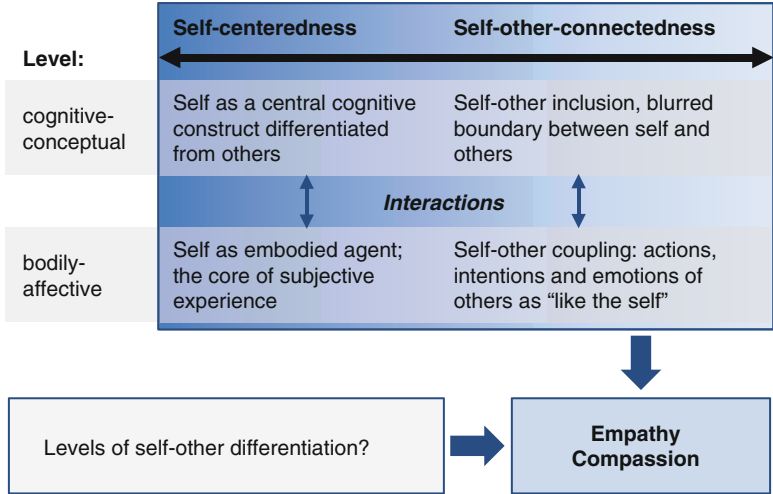 Self-centeredness Self-other-connectedness
Level:
cognitive-
conceptual
Self as a central cognitive
construct differentiated
from others
Self-other inclusion, blurred
boundary between self and
others
Interactions
bodily-
affective
Self as embodied agent;
the core of subjective
experience
Self-other coupling: actions,
intentions and emotions of
others as “like the self”
Levels of self-other differentiation?
Empathy
Compassion